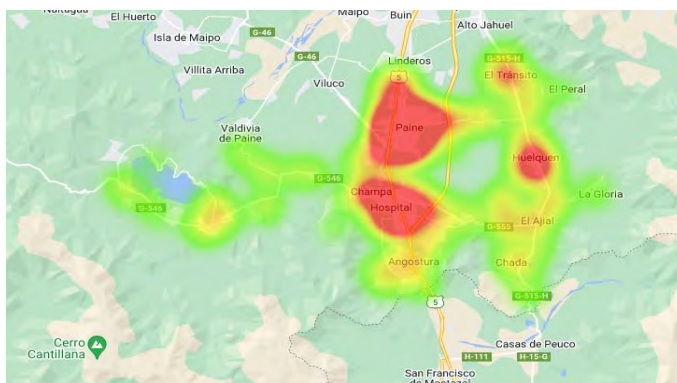 Naltagua
El Huerto
Maipo
Buin
Alto Jahuel
G-46
Isla de Maipo
G-46
Linderos
G-515-H
Villita Arriba
5
El Tránsito
Viluco
El Peral
Valdivia
de Paine
Paine
Huelquen
G-546
Champa
La Gloria
Hospital
G-546
El Ajial
G-555
Angostura
Chada
5
G-515-H
Cerro
Cantillana
Casas de Peuco
H-111
H-15-G
San Francisco
de Mostazal